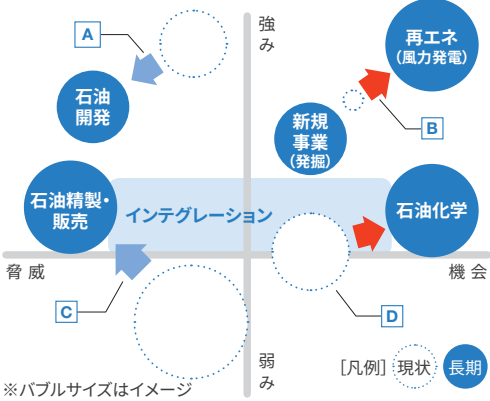 A
強
み
再エネ
(風力発電)
石油
開発
新規
事業
(発掘)
B
石油精製・
販売
インテグレーション
石油化学
脅威
機会
C
D
弱
み
[凡例]
現状
長期
※バブルサイズはイメージ